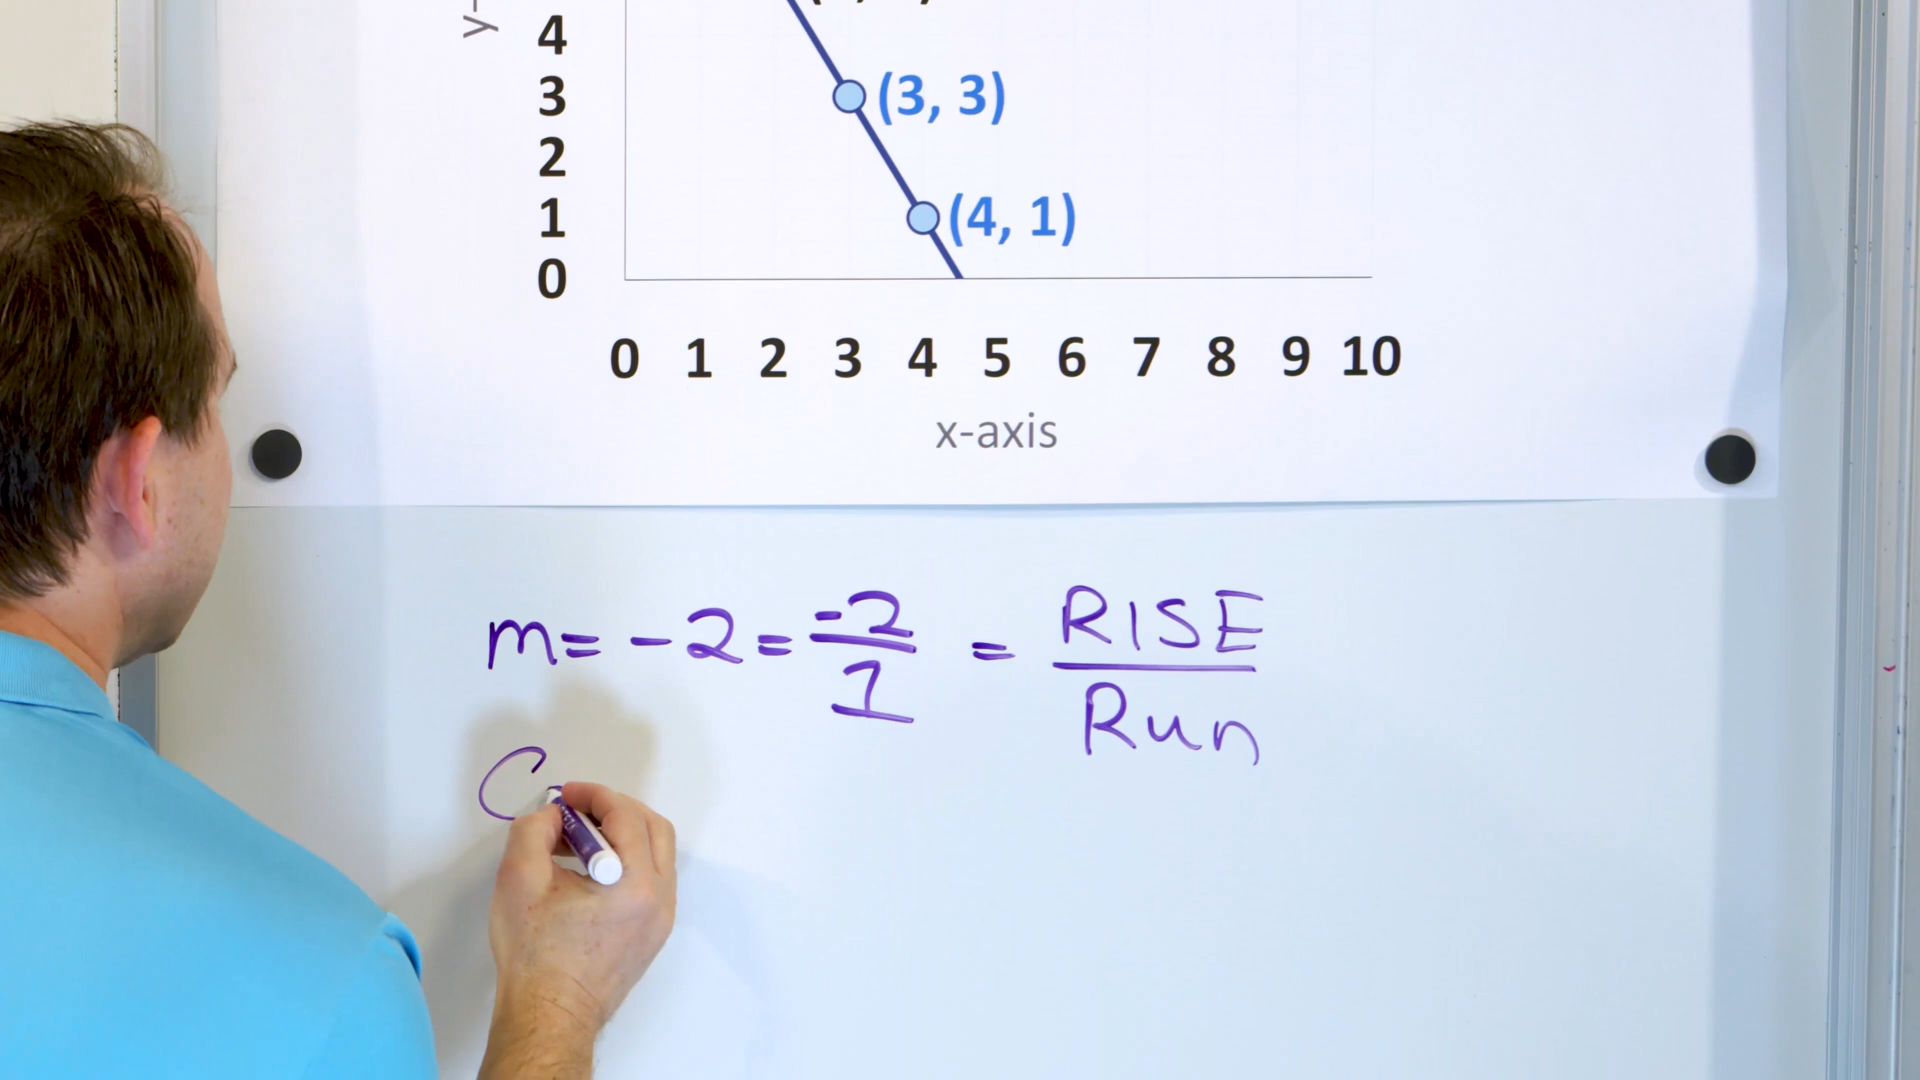 y-
4
3 (3, 3)
2
1 (4, 1)
0
0 1 2 3 4 5 6 7 8 9 10
x-axis
m = -2 = -2/1 = RISE/Run
C